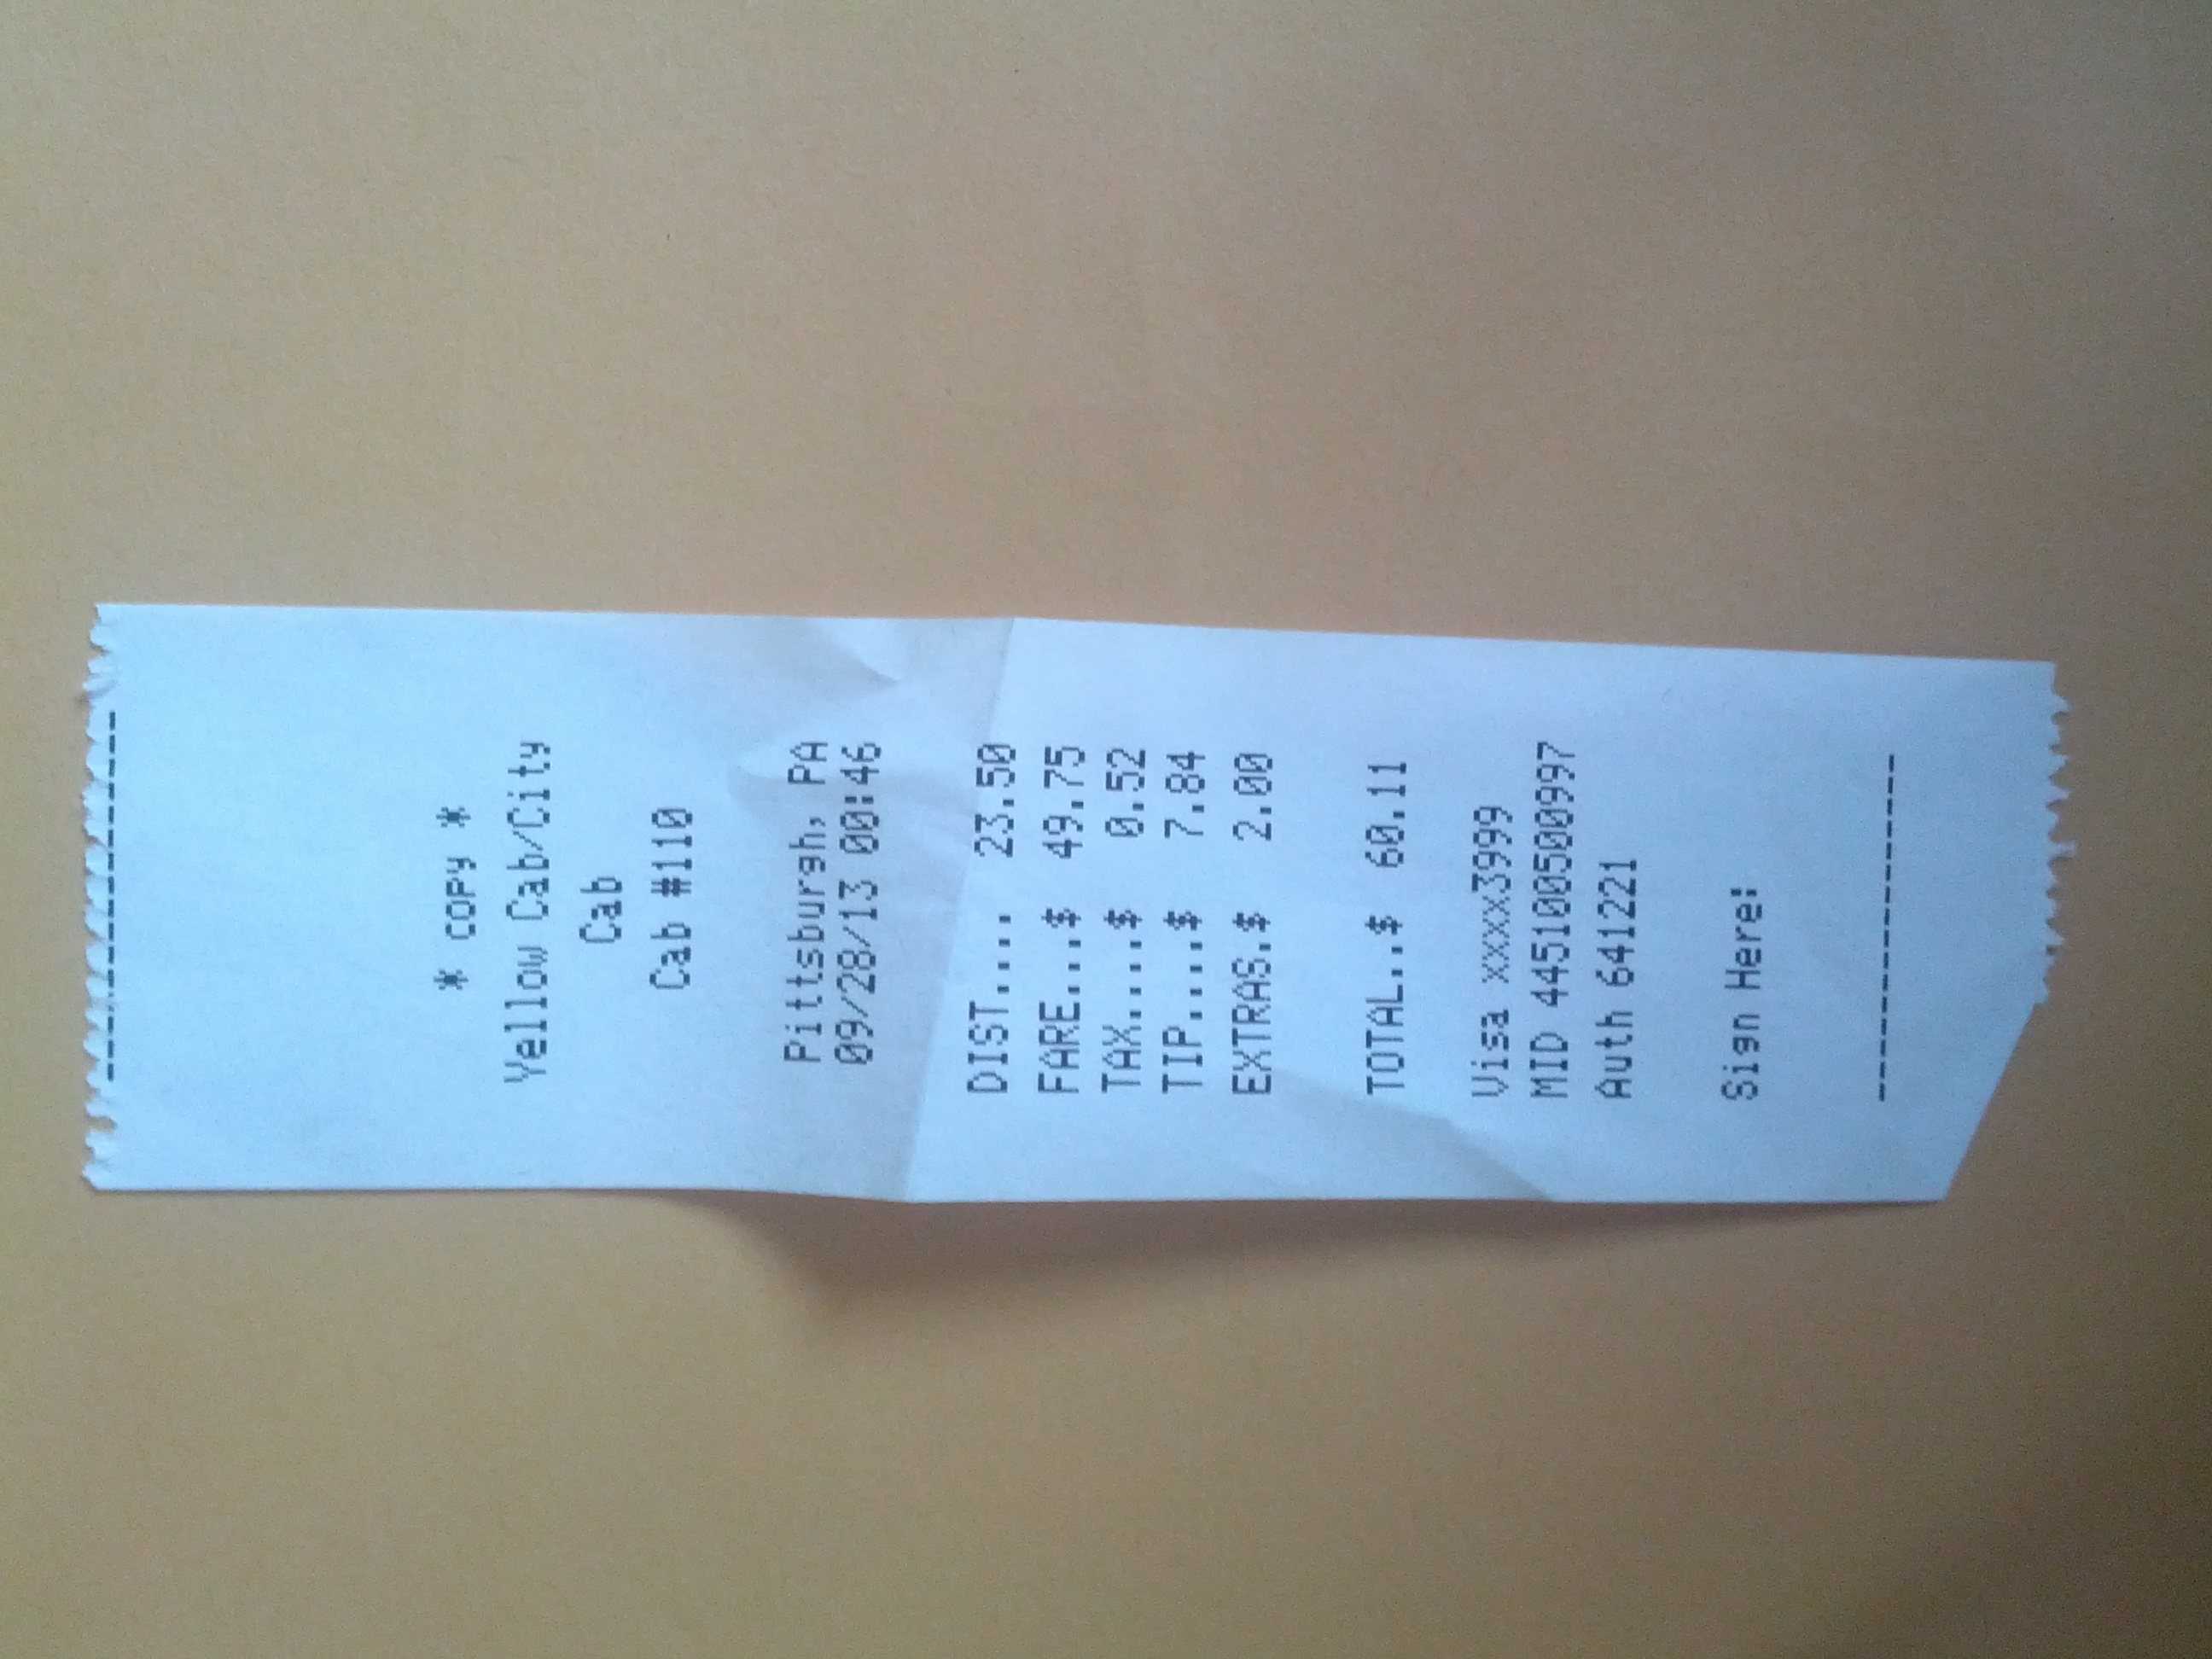 * COPY *
Yellow Cab/City
Cab
Cab #110
Pittsburgh, PA
09/28/13 00:46
DIST.... 23.50
FARE...$ 49.75
TAX....$ 0.52
TIP....$ 7.84
EXTRAS.$ 2.00
TOTAL..$ 60.11
Visa xxxx3999
MID 445100500997
Auth 641221
Sign Here: